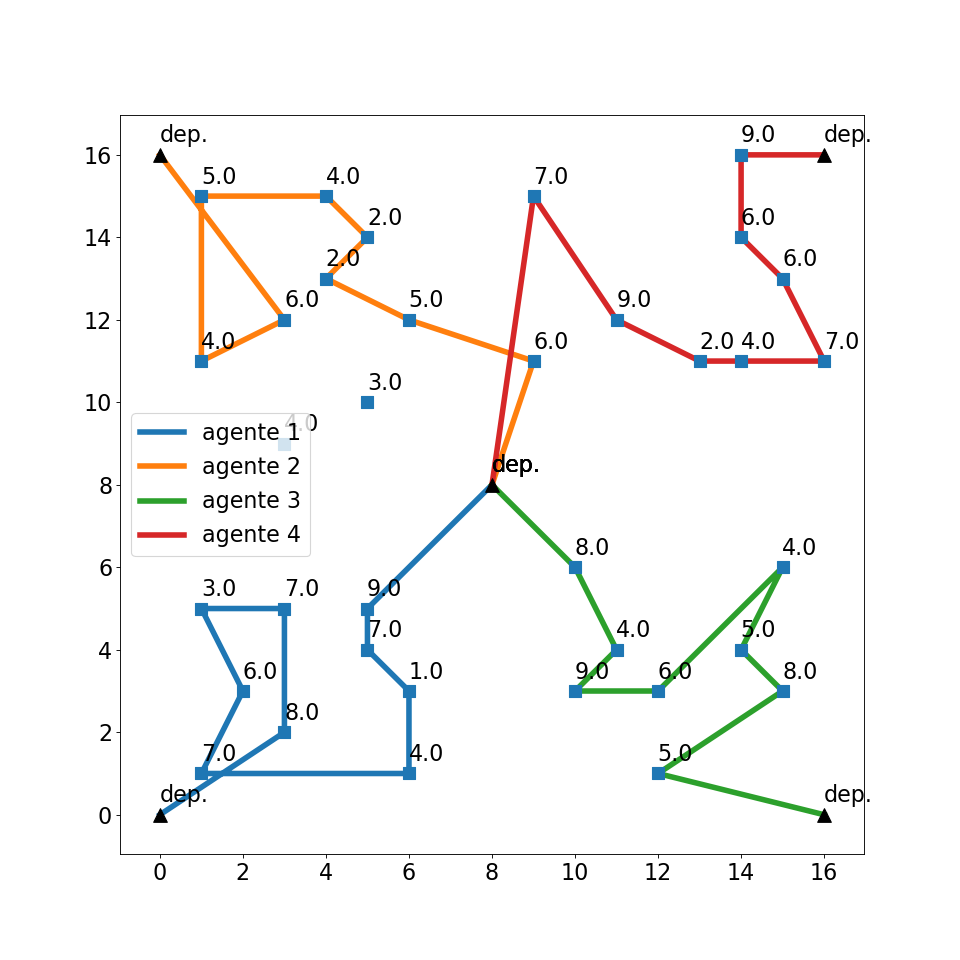 dep. 9.0 dep.
16
5.0 4.0 7.0
14 2.0 6.0
2.0 6.0
12 6.0 5.0 9.0
4.0 6.0 2.0 4.0 7.0
10 3.0
4.0
agente 1
agente 2
8 dep.
agente 3
agente 4
6 8.0 4.0
3.0 7.0 9.0
4 7.0 4.0 5.0
6.0 1.0 9.0 6.0 8.0
2 8.0
7.0 4.0 5.0
0 dep. dep.
0 2 4 6 8 10 12 14 16